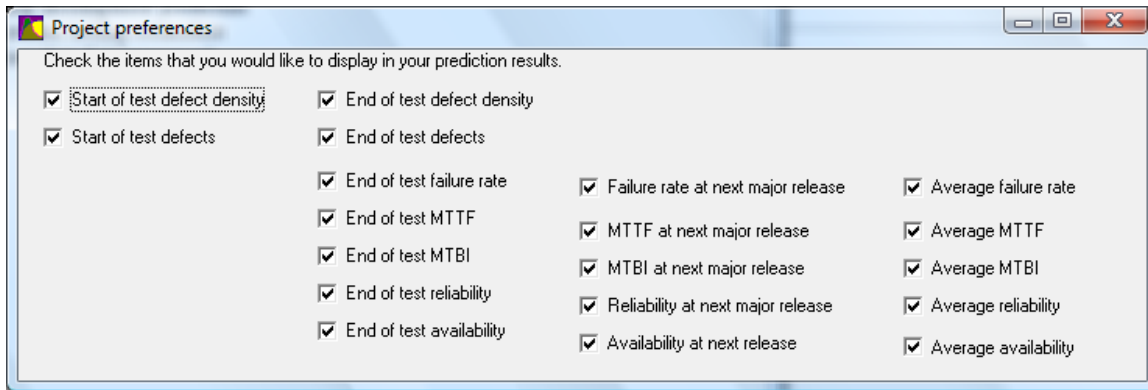 Project preferences
Check the items that you would like to display in your prediction results.
Start of test defect density
End of test defect density
Start of test defects
End of test defects
End of test failure rate
Failure rate at next major release
Average failure rate
End of test MTTF
MTTF at next major release
Average MTTF
End of test MTBI
MTBI at next major release
Average MTBI
End of test reliability
Reliability at next major release
Average reliability
End of test availability
Availability at next release
Average availability